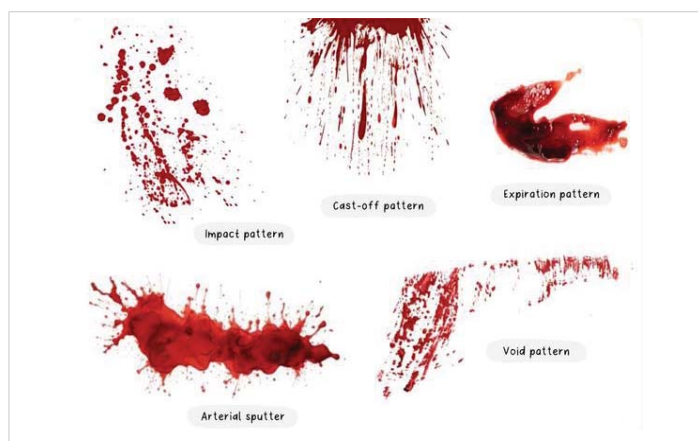 Impact pattern
Cast-off pattern
Expiration pattern
Arterial sputter
Void pattern